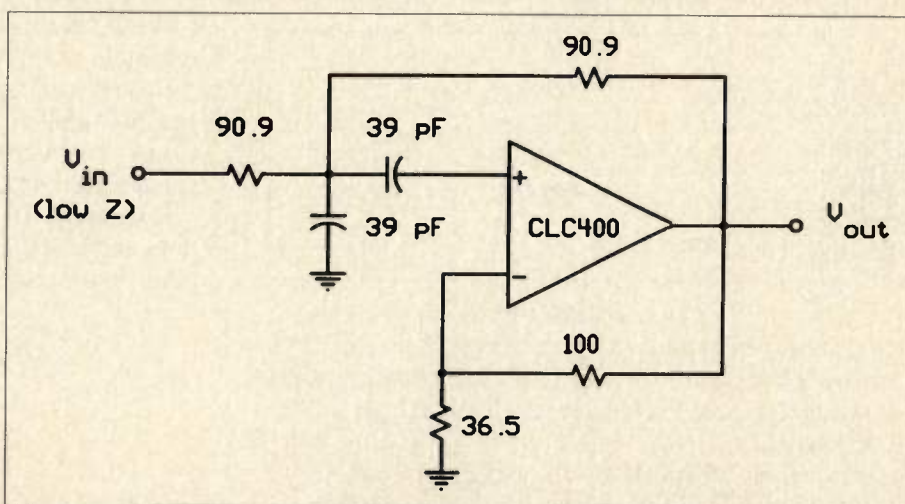 90.9
90.9
39 pF
V in
(low Z)
39 pF
+
CLC400
-
V out
100
36.5